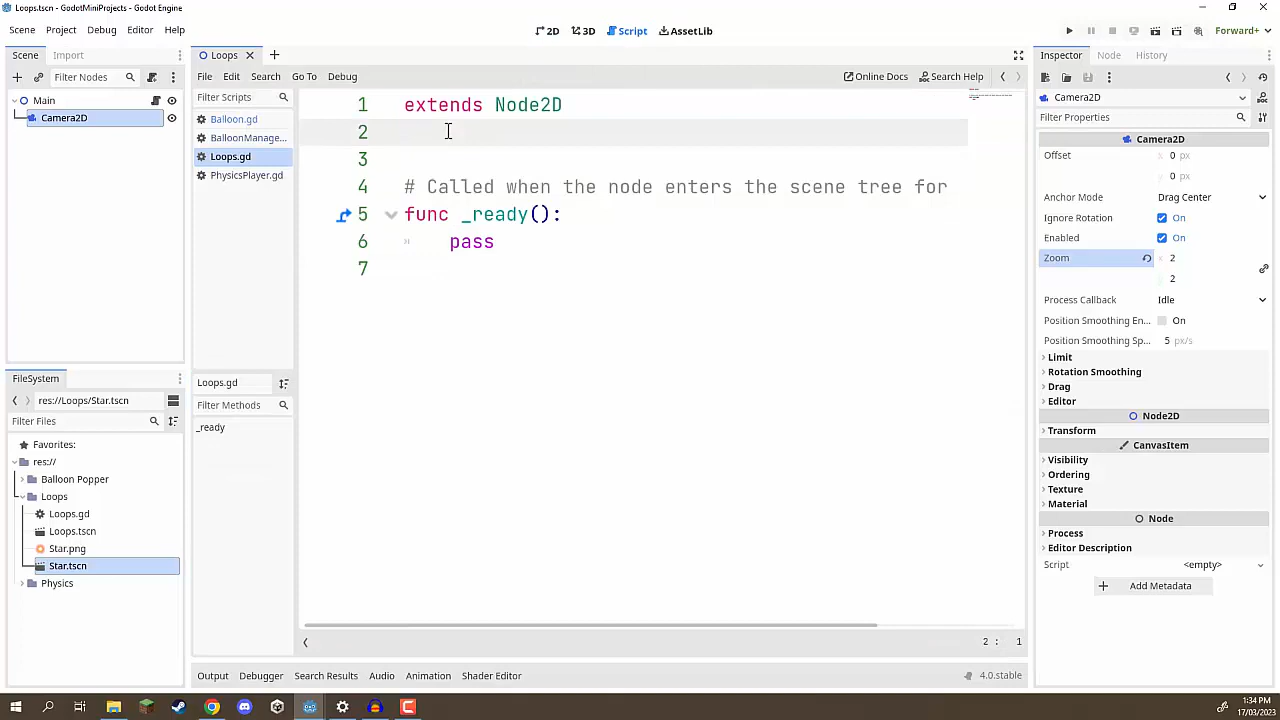 Loops.tscn - GodotMiniProjects - Godot Engine
Scene Project Debug Editor Help
2D 3D Script AssetLib
Forward+
Scene Import
Filter Nodes
Main
Camera2D
FileSystem
res://Loops/Star.tscn
Filter Files
Favorites:
res://
Balloon Popper
Loops
Loops.gd
Loops.tscn
Star.png
Star.tscn
Physics
Loops
File Edit Search Go To Debug
Online Docs Search Help
Filter Scripts
Balloon.gd
BalloonManage...
Loops.gd
PhysicsPlayer.gd
Loops.gd
Filter Methods
_ready
1 extends Node2D
2
3
4 # Called when the node enters the scene tree for
5 func _ready():
6 pass
7
2 : 1
Output Debugger Search Results Audio Animation Shader Editor
4.0.stable
Inspector Node History
Camera2D
Filter Properties
Camera2D
Offset x 0 px
y 0 px
Anchor Mode Drag Center
Ignore Rotation On
Enabled On
Zoom x 2
y 2
Process Callback Idle
Position Smoothing En... On
Position Smoothing Sp... 5 px/s
Limit
Rotation Smoothing
Drag
Editor
Node2D
Transform
CanvasItem
Visibility
Ordering
Texture
Material
Node
Process
Editor Description
Script <empty>
Add Metadata
1:34 PM
17/03/2023